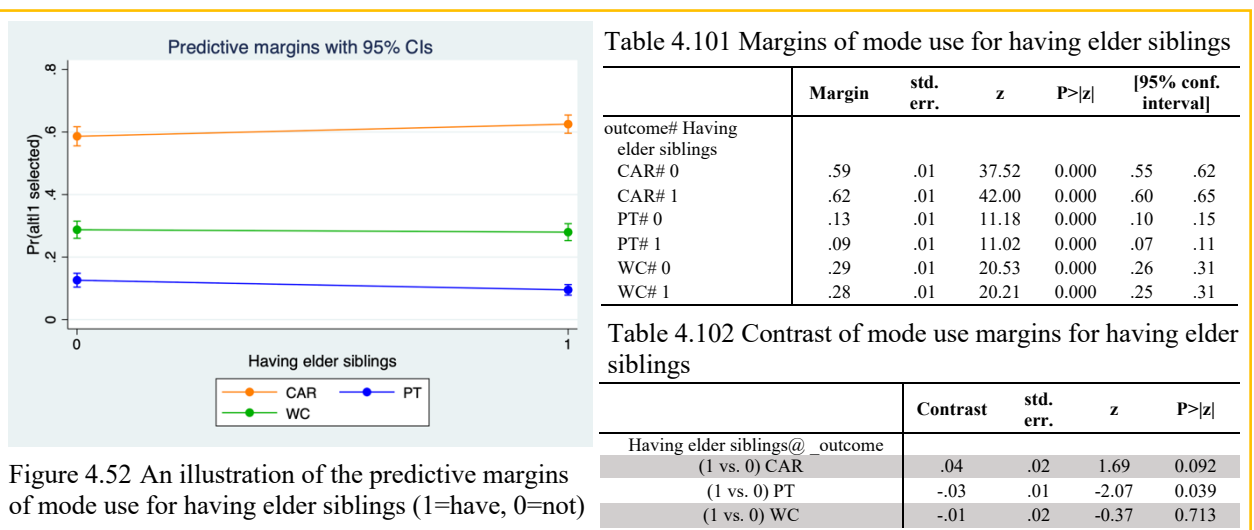 Predictive margins with 95% CIs
Pr(altl1 selected)
.8
.6
.4
.2
0
0 1
Having elder siblings
CAR PT
WC
Figure 4.52 An illustration of the predictive margins
of mode use for having elder siblings (1=have, 0=not)
Table 4.101 Margins of mode use for having elder siblings
Margin std. err. z P>|z| [95% conf. interval]
outcome# Having
elder siblings
CAR# 0 .59 .01 37.52 0.000 .55 .62
CAR# 1 .62 .01 42.00 0.000 .60 .65
PT# 0 .13 .01 11.18 0.000 .10 .15
PT# 1 .09 .01 11.02 0.000 .07 .11
WC# 0 .29 .01 20.53 0.000 .26 .31
WC# 1 .28 .01 20.21 0.000 .25 .31
Table 4.102 Contrast of mode use margins for having elder
siblings
Contrast std. err. z P>|z|
Having elder siblings@ _outcome
(1 vs. 0) CAR .04 .02 1.69 0.092
(1 vs. 0) PT -.03 .01 -2.07 0.039
(1 vs. 0) WC -.01 .02 -0.37 0.713